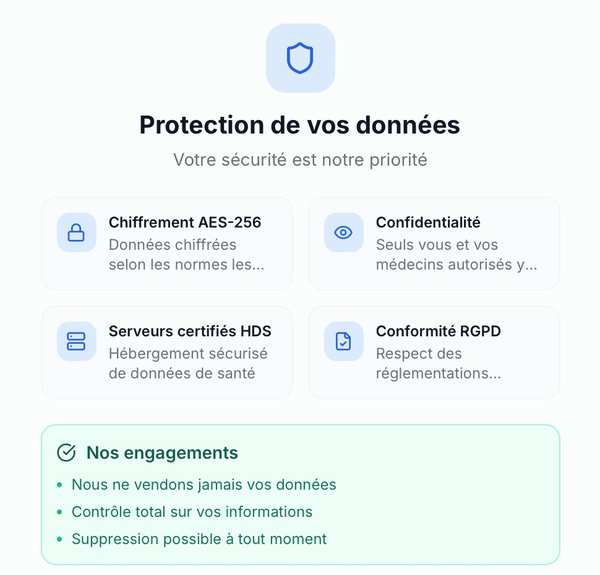 Protection de vos données
Votre sécurité est notre priorité
Chiffrement AES-256
Données chiffrées
selon les normes les...
Confidentialité
Seuls vous et vos
médecins autorisés y...
Serveurs certifiés HDS
Hébergement sécurisé
de données de santé
Conformité RGPD
Respect des
réglementations...
Nos engagements
• Nous ne vendons jamais vos données
• Contrôle total sur vos informations
• Suppression possible à tout moment